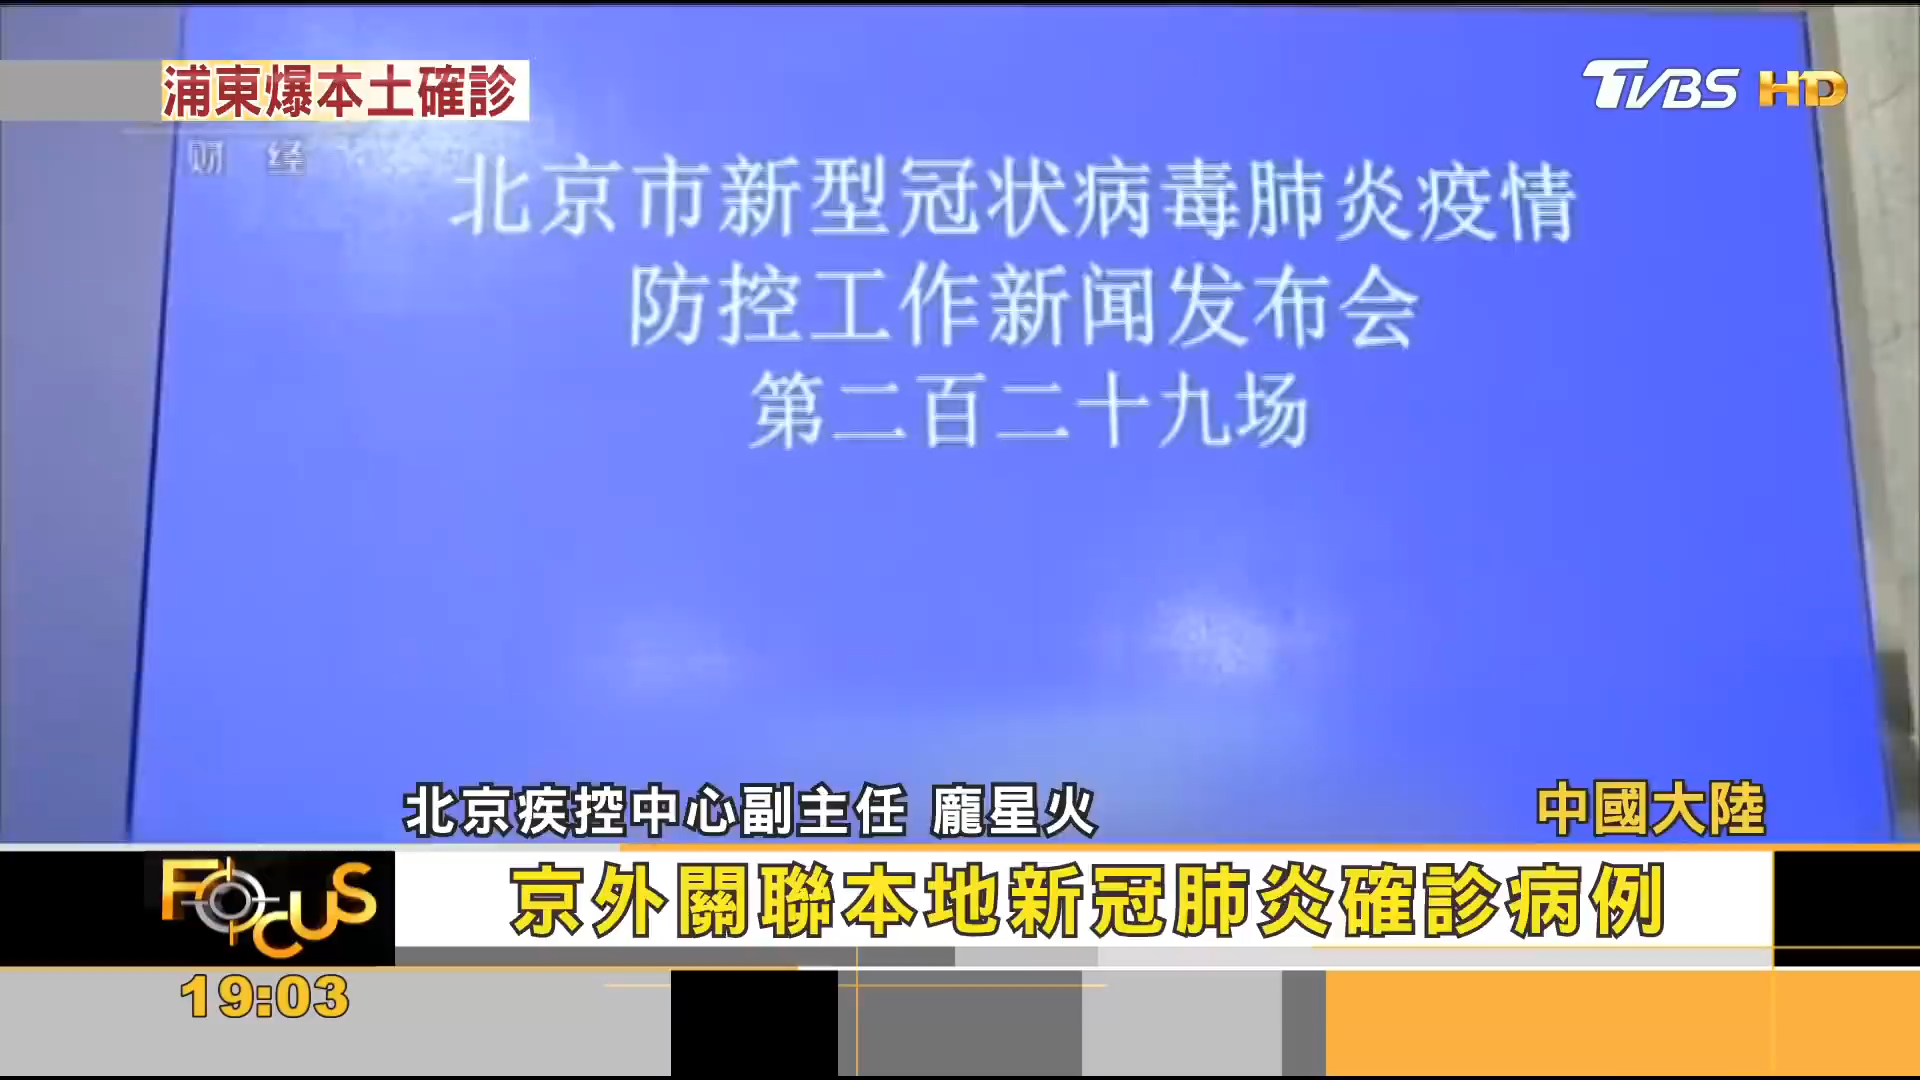 浦東爆本土確診
TVBS HD
财 经
北京市新型冠状病毒肺炎疫情
防控工作新闻发布会
第二百二十九场
北京疾控中心副主任 龐星火
中國大陸
FOCUS
京外關聯本地新冠肺炎確診病例
19:03